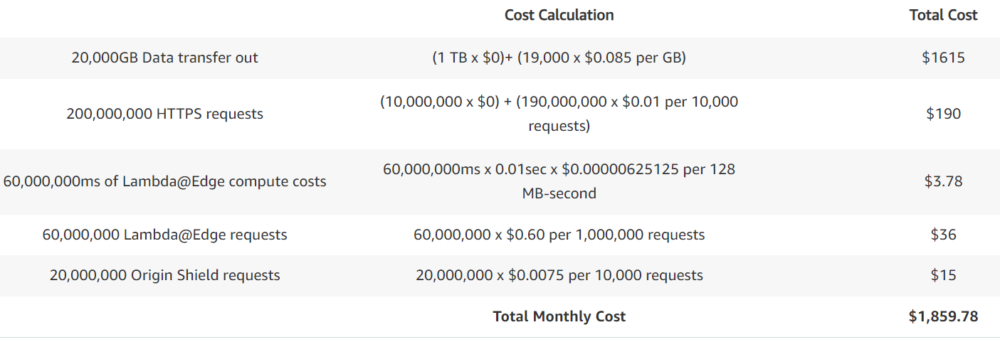 Cost Calculation Total Cost
20,000GB Data transfer out (1 TB x $0)+ (19,000 x $0.085 per GB) $1615
200,000,000 HTTPS requests (10,000,000 x $0) + (190,000,000 x $0.01 per 10,000 requests) $190
60,000,000ms of Lambda@Edge compute costs 60,000,000ms x 0.01sec x $0.00000625125 per 128 MB-second $3.78
60,000,000 Lambda@Edge requests 60,000,000 x $0.60 per 1,000,000 requests $36
20,000,000 Origin Shield requests 20,000,000 x $0.0075 per 10,000 requests $15
Total Monthly Cost $1,859.78